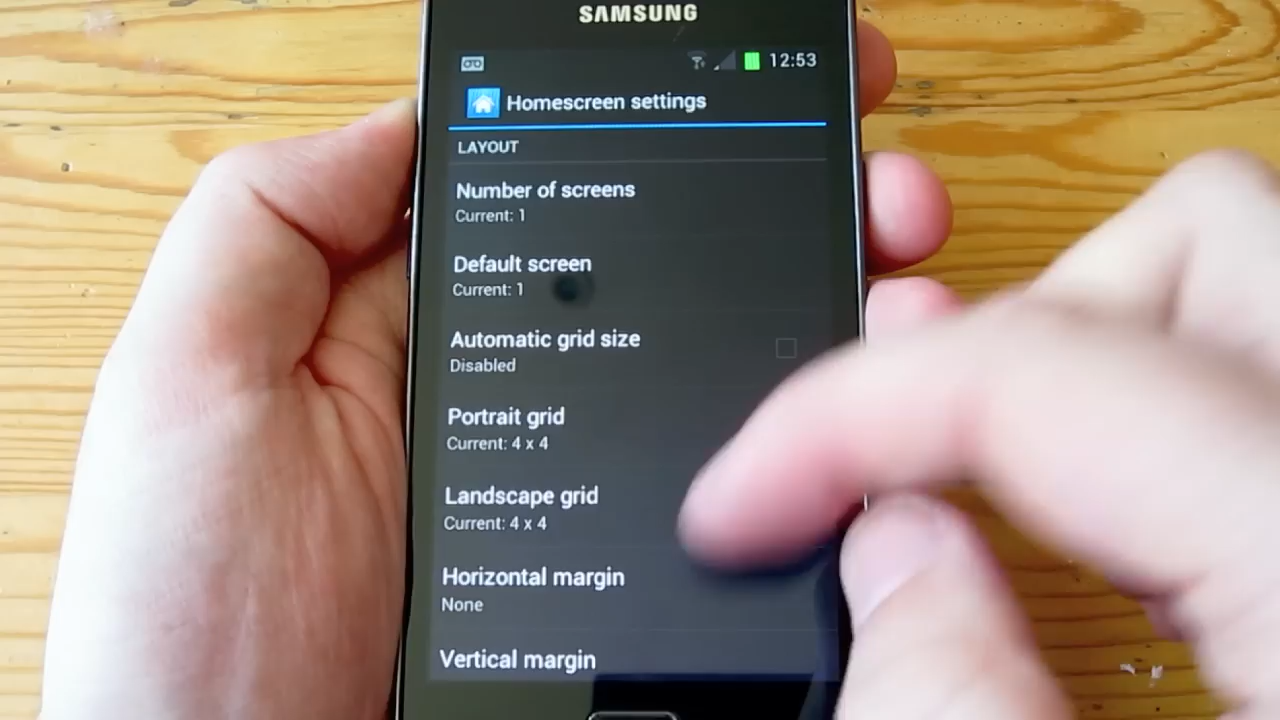 SAMSUNG
12:53
Homescreen settings
LAYOUT
Number of screens
Current: 1
Default screen
Current: 1
Automatic grid size
Disabled
Portrait grid
Current: 4 x 4
Landscape grid
Current: 4 x 4
Horizontal margin
None
Vertical margin